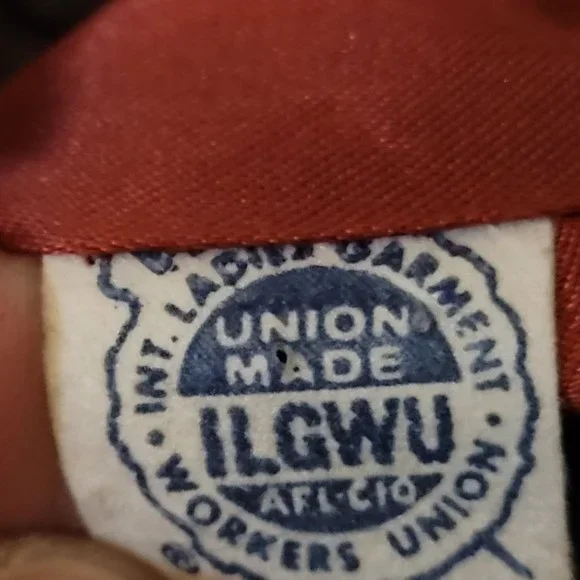 INT. LADIES GARMENT
WORKERS UNION
UNION
MADE
ILGWU
AFL-CIO
®